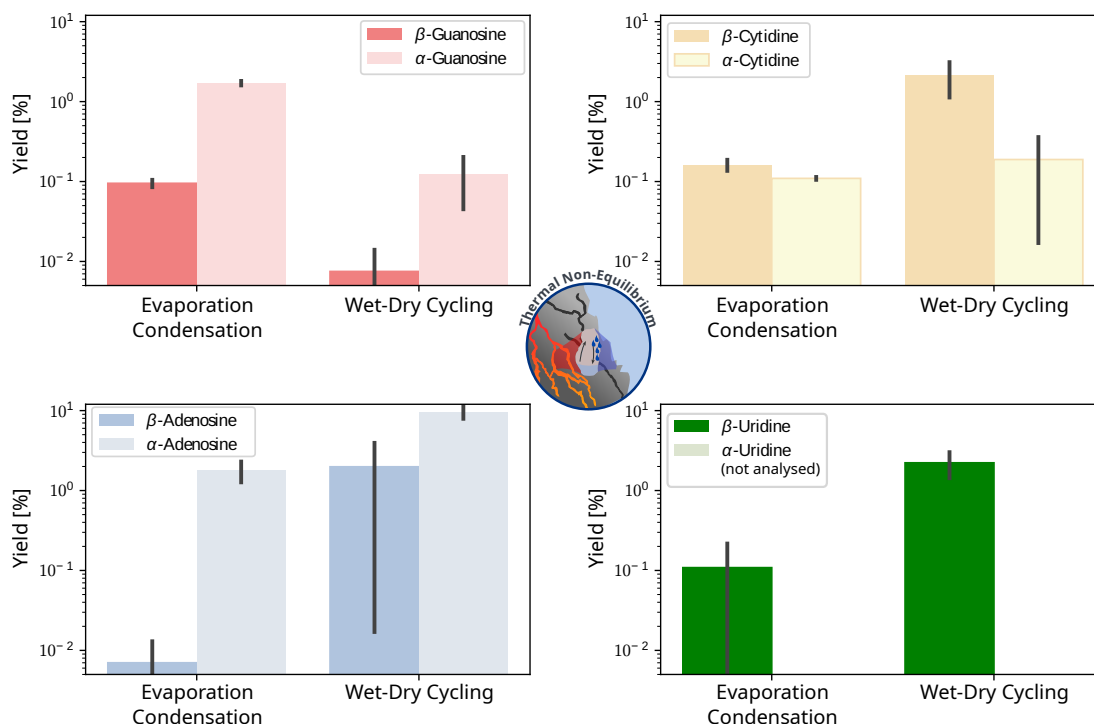 Yield [%]
10¹
10⁰
10⁻¹
10⁻²
β-Guanosine
α-Guanosine
Evaporation
Condensation
Wet-Dry Cycling
Yield [%]
10¹
10⁰
10⁻¹
10⁻²
β-Cytidine
α-Cytidine
Evaporation
Condensation
Wet-Dry Cycling
Thermal Non-Equilibrium
Yield [%]
10¹
10⁰
10⁻¹
10⁻²
β-Adenosine
α-Adenosine
Evaporation
Condensation
Wet-Dry Cycling
Yield [%]
10¹
10⁰
10⁻¹
10⁻²
β-Uridine
α-Uridine
(not analysed)
Evaporation
Condensation
Wet-Dry Cycling